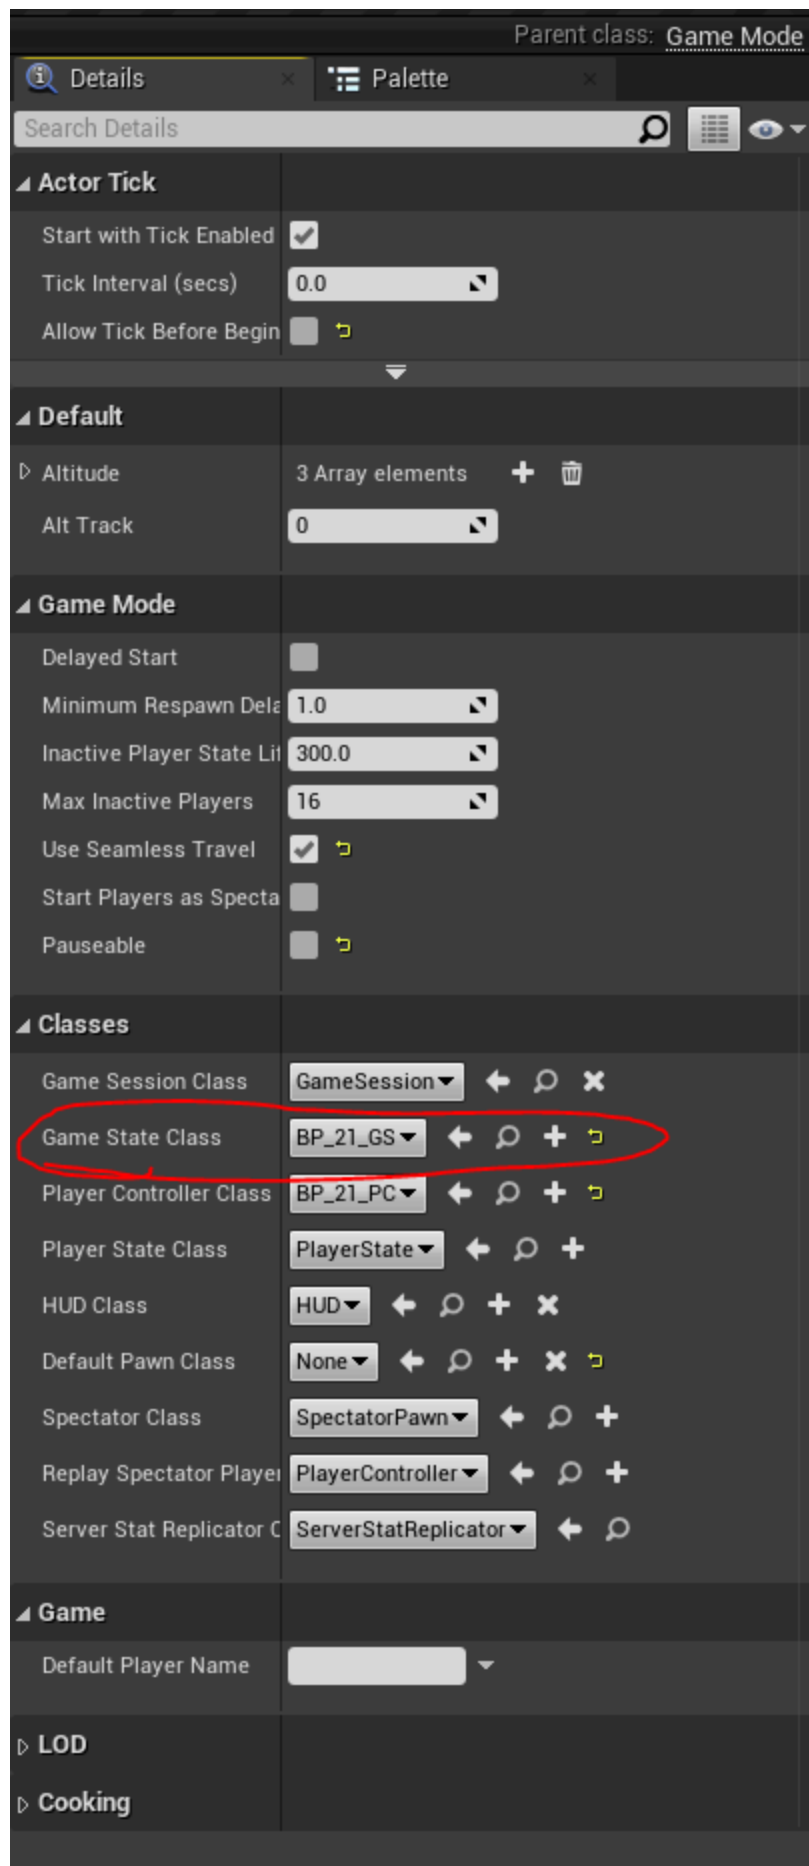 Parent class: Game Mode
Details
Palette
Search Details
Actor Tick
Start with Tick Enabled
Tick Interval (secs) 0.0
Allow Tick Before Begin
Default
Altitude 3 Array elements
Alt Track 0
Game Mode
Delayed Start
Minimum Respawn Dela 1.0
Inactive Player State Lif 300.0
Max Inactive Players 16
Use Seamless Travel
Start Players as Specta
Pauseable
Classes
Game Session Class GameSession
Game State Class BP_21_GS
Player Controller Class BP_21_PC
Player State Class PlayerState
HUD Class HUD
Default Pawn Class None
Spectator Class SpectatorPawn
Replay Spectator Player PlayerController
Server Stat Replicator C ServerStatReplicator
Game
Default Player Name
LOD
Cooking